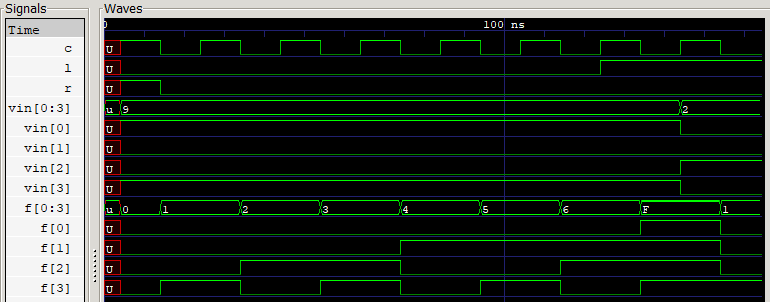 Signals
Waves
Time
0
100 ns
c
U
l
U
r
U
vin[0:3]
u 9 2
vin[0]
U
vin[1]
U
vin[2]
U
vin[3]
U
f[0:3]
u 0 1 2 3 4 5 6 F 1
f[0]
U
f[1]
U
f[2]
U
f[3]
U